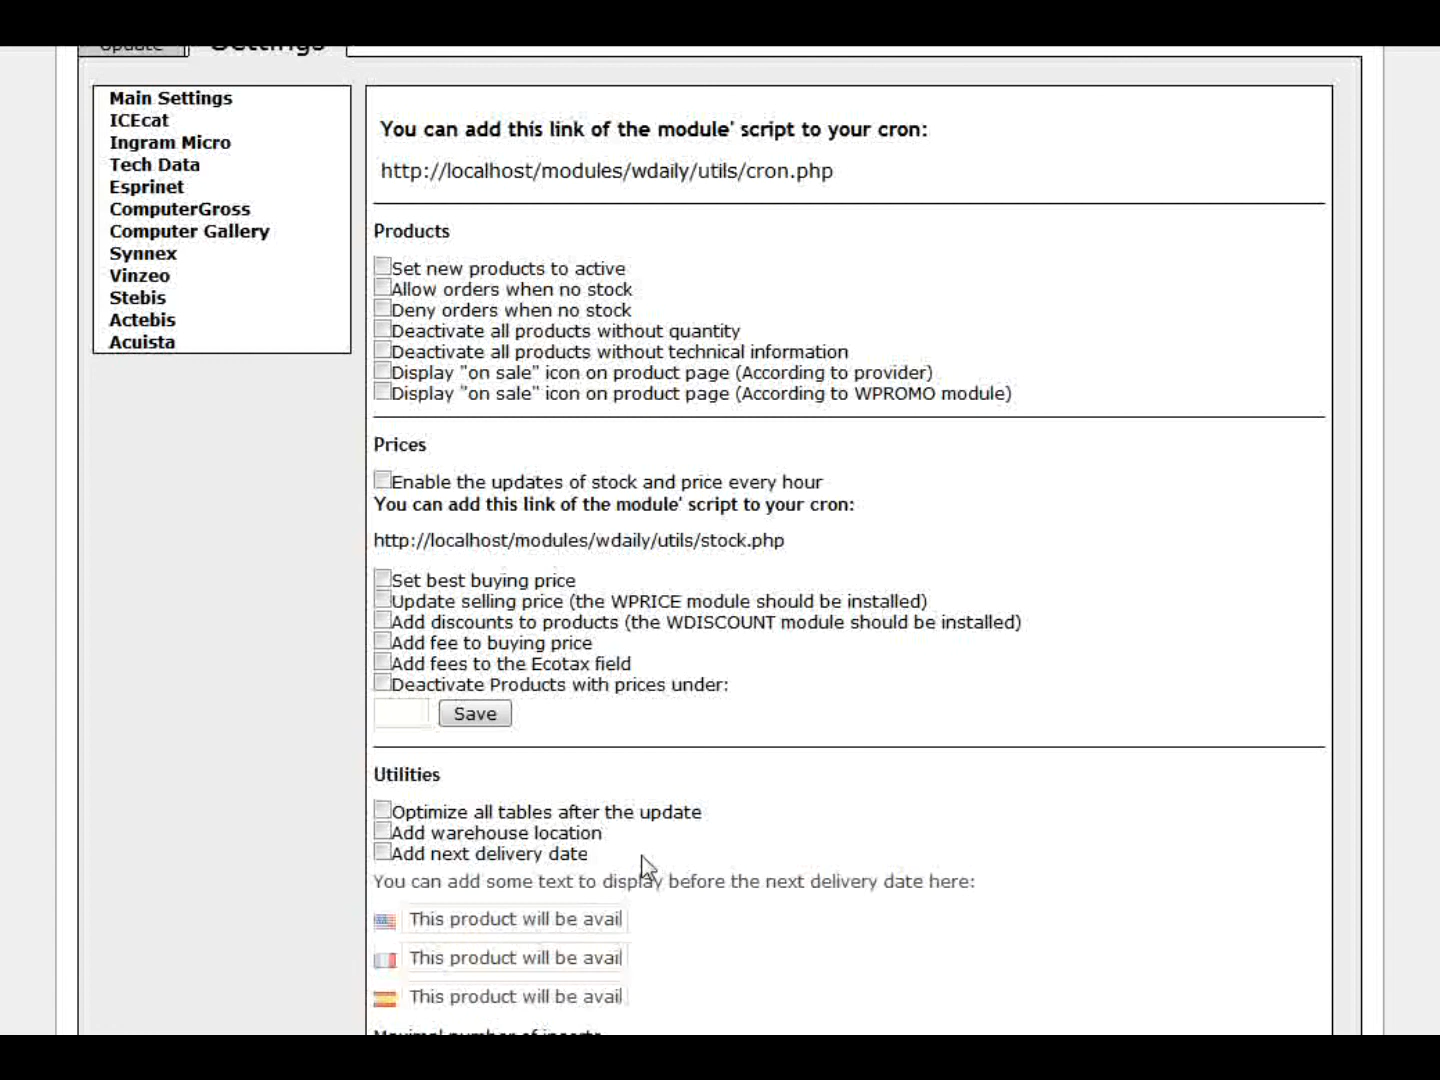 Update
Settings
Main Settings
ICEcat
Ingram Micro
Tech Data
Esprinet
ComputerGross
Computer Gallery
Synnex
Vinzeo
Stebis
Actebis
Acuista
You can add this link of the module' script to your cron:
http://localhost/modules/wdaily/utils/cron.php
Products
Set new products to active
Allow orders when no stock
Deny orders when no stock
Deactivate all products without quantity
Deactivate all products without technical information
Display "on sale" icon on product page (According to provider)
Display "on sale" icon on product page (According to WPROMO module)
Prices
Enable the updates of stock and price every hour
You can add this link of the module' script to your cron:
http://localhost/modules/wdaily/utils/stock.php
Set best buying price
Update selling price (the WPRICE module should be installed)
Add discounts to products (the WDISCOUNT module should be installed)
Add fee to buying price
Add fees to the Ecotax field
Deactivate Products with prices under:
Save
Utilities
Optimize all tables after the update
Add warehouse location
Add next delivery date
You can add some text to display before the next delivery date here:
This product will be avail
This product will be avail
This product will be avail
Maximal number of inserts